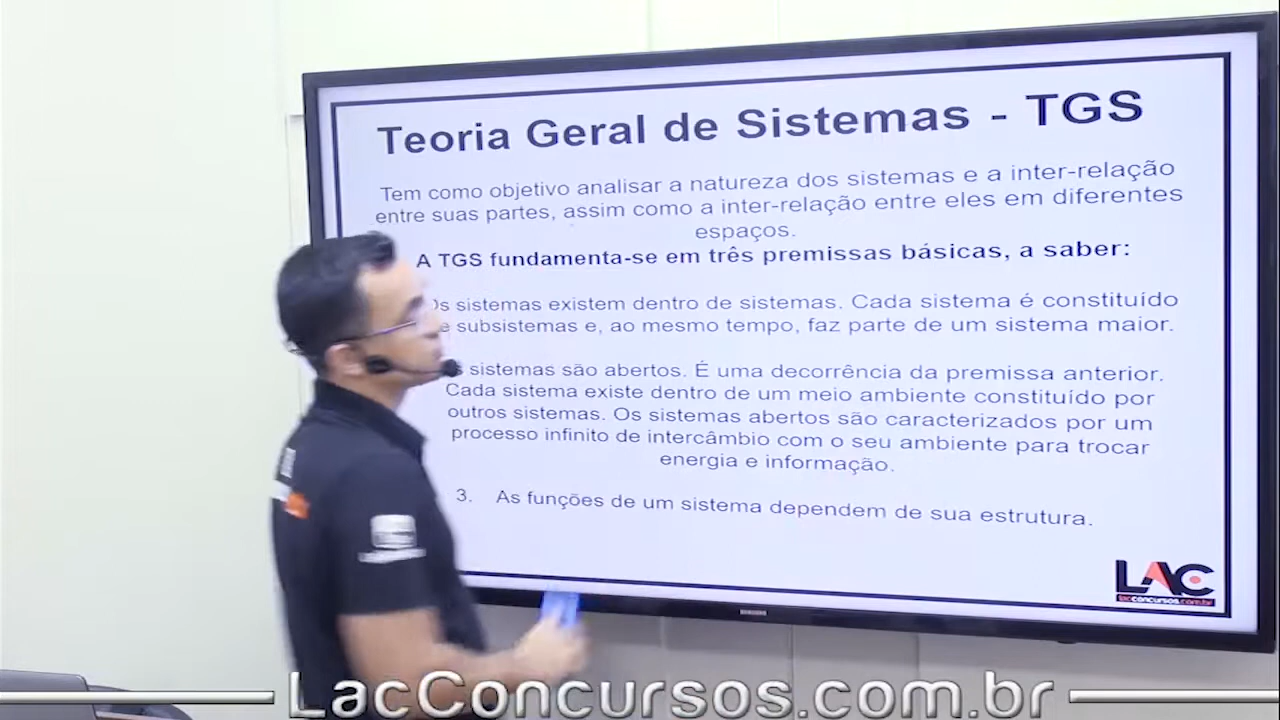 Teoria Geral de Sistemas - TGS
Tem como objetivo analisar a natureza dos sistemas e a inter-relação
entre suas partes, assim como a inter-relação entre eles em diferentes
espaços.
A TGS fundamenta-se em três premissas básicas, a saber:
Os sistemas existem dentro de sistemas. Cada sistema é constituído
subsistemas e, ao mesmo tempo, faz parte de um sistema maior.
sistemas são abertos. É uma decorrência da premissa anterior.
Cada sistema existe dentro de um meio ambiente constituído por
outros sistemas. Os sistemas abertos são caracterizados por um
processo infinito de intercâmbio com o seu ambiente para trocar
energia e informação.
3. As funções de um sistema dependem de sua estrutura.
LAC
lacconcursos.com.br
LacConcursos.com.br